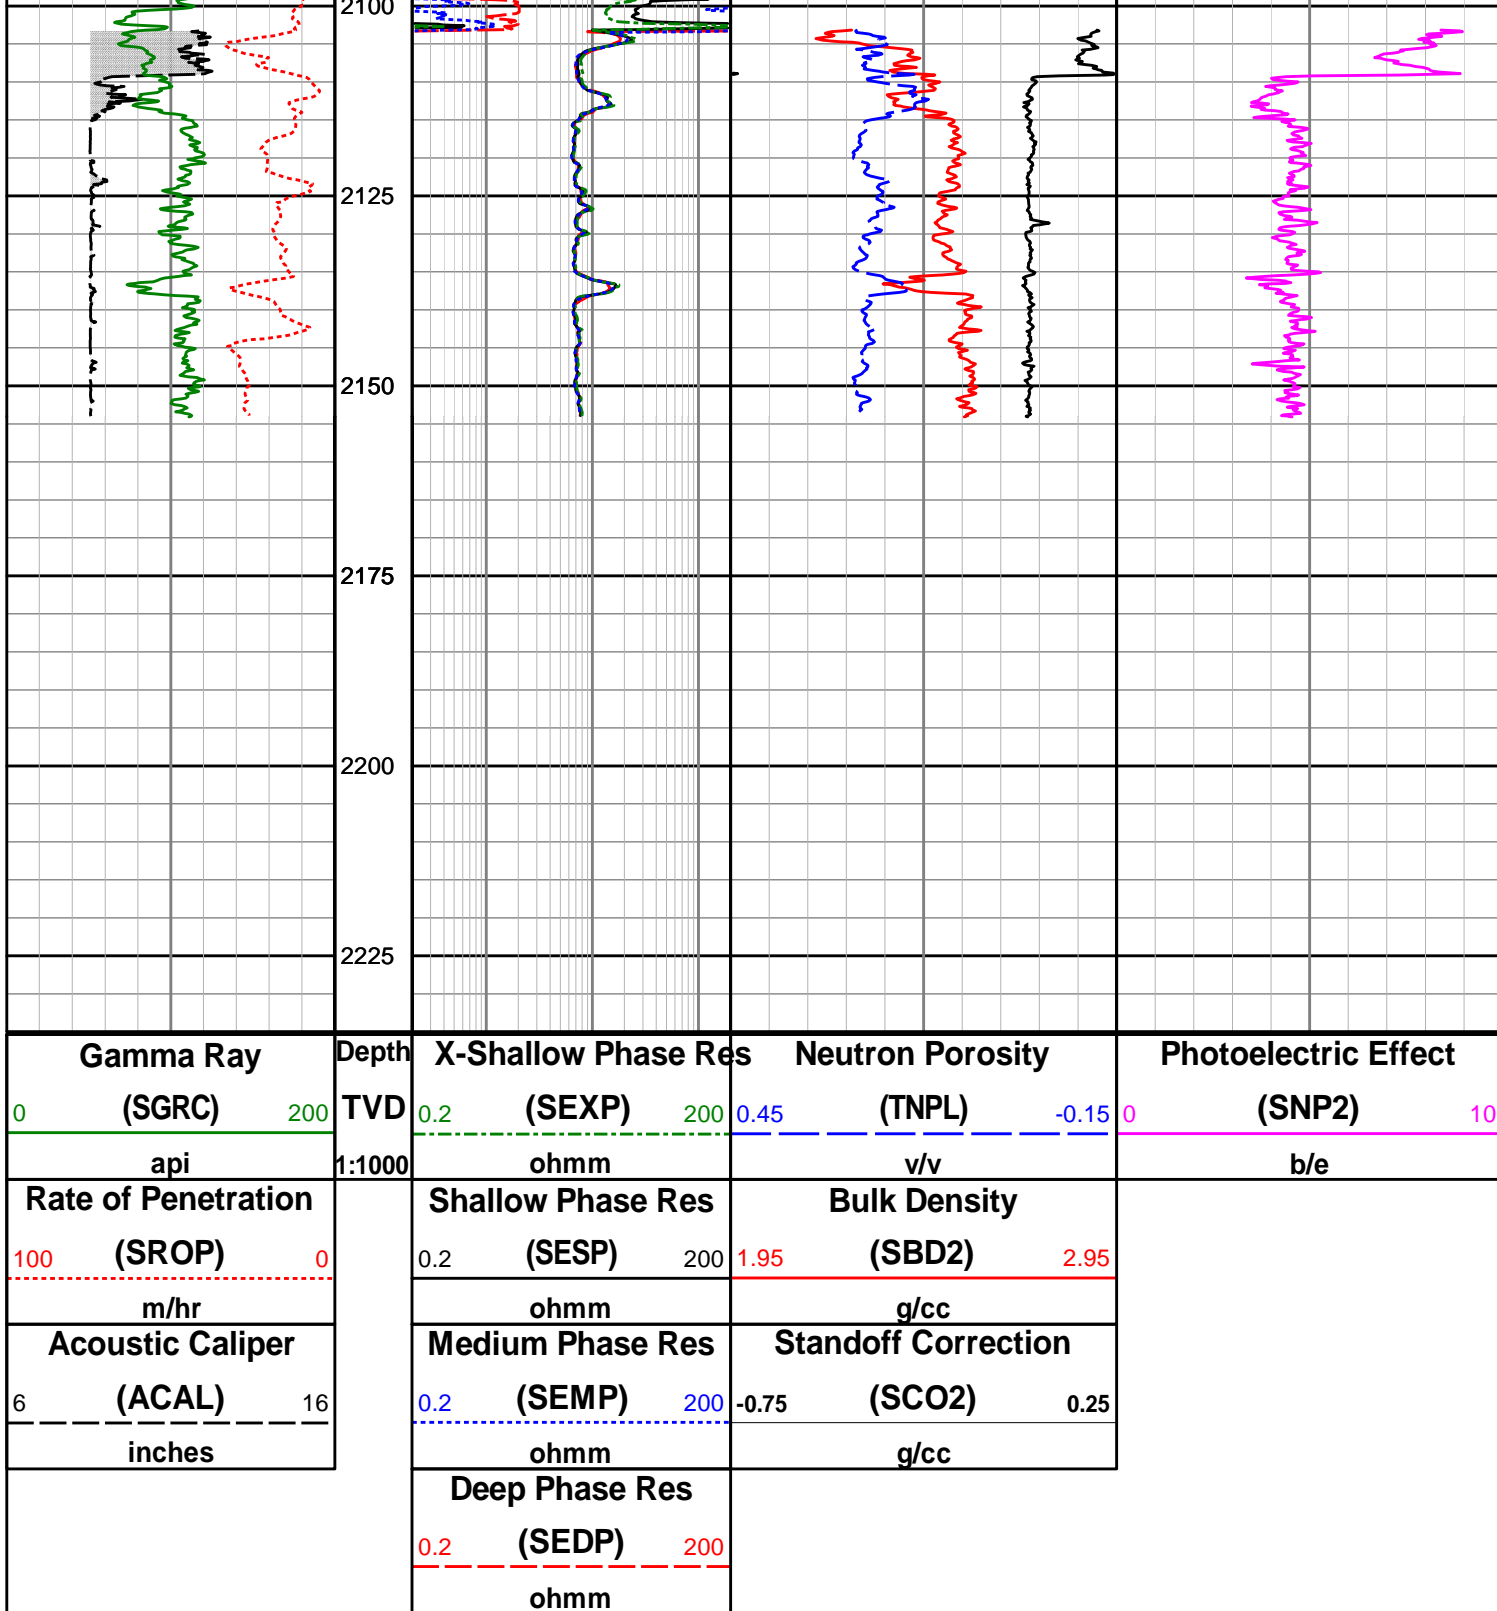 2100
2125
2150
2175
2200
2225
Gamma Ray
0 (SGRC) 200
api
Depth
TVD
1:1000
X-Shallow Phase Res
0.2 (SEXP) 200
ohmm
Neutron Porosity
0.45 (TNPL) -0.15
v/v
Photoelectric Effect
0 (SNP2) 10
b/e
Rate of Penetration
100 (SROP) 0
m/hr
Shallow Phase Res
0.2 (SESP) 200
ohmm
Bulk Density
1.95 (SBD2) 2.95
g/cc
Acoustic Caliper
6 (ACAL) 16
inches
Medium Phase Res
0.2 (SEMP) 200
ohmm
Standoff Correction
-0.75 (SCO2) 0.25
g/cc
Deep Phase Res
0.2 (SEDP) 200
ohmm